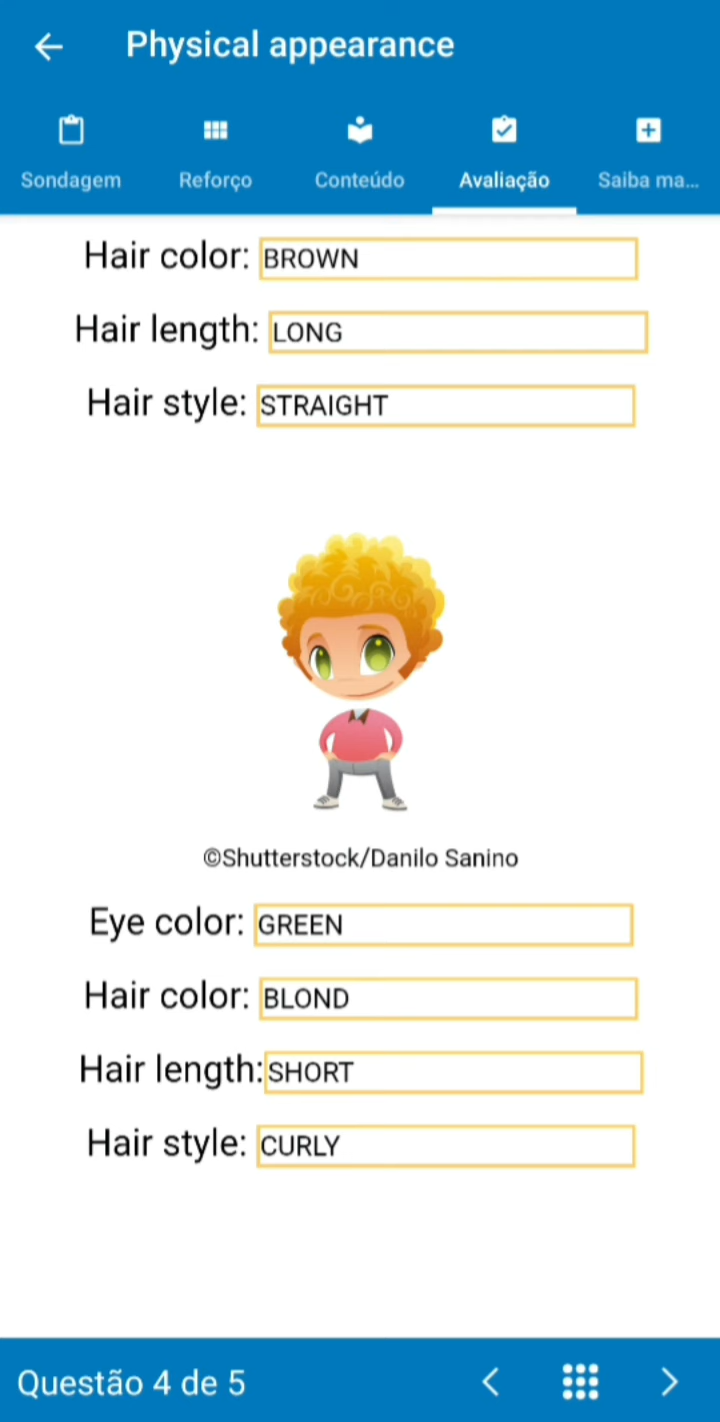 Physical appearance
Sondagem Reforço Conteúdo Avaliação Saiba ma...
Hair color: BROWN
Hair length: LONG
Hair style: STRAIGHT
©Shutterstock/Danilo Sanino
Eye color: GREEN
Hair color: BLOND
Hair length: SHORT
Hair style: CURLY
Questão 4 de 5